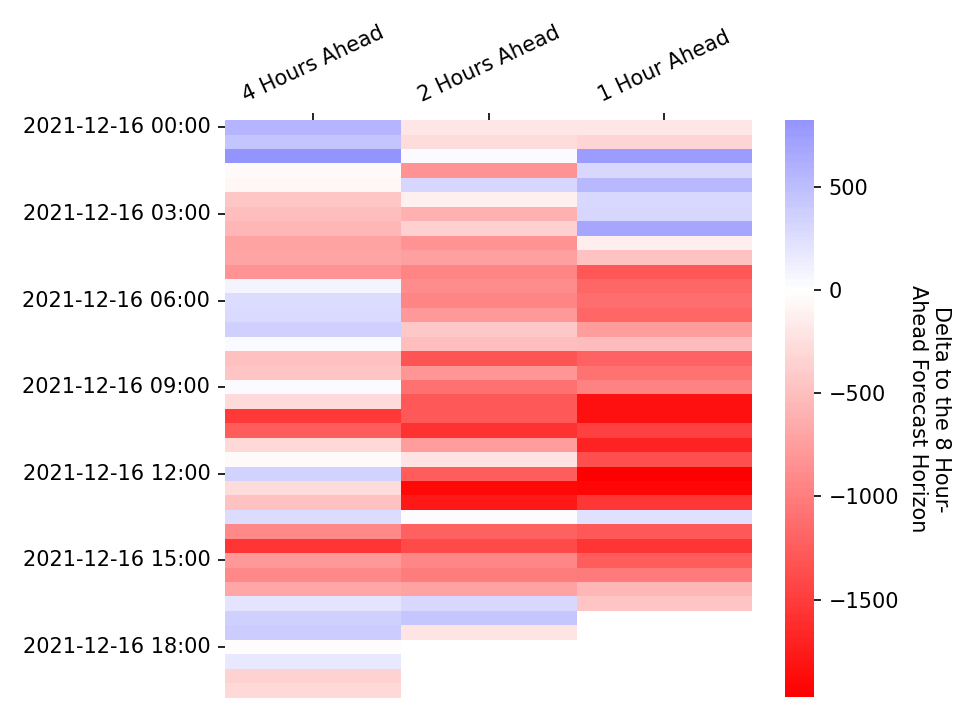 4 Hours Ahead
2 Hours Ahead
1 Hour Ahead
2021-12-16 00:00
2021-12-16 03:00
2021-12-16 06:00
2021-12-16 09:00
2021-12-16 12:00
2021-12-16 15:00
2021-12-16 18:00
500
0
−500
−1000
−1500
Delta to the 8 Hour-
Ahead Forecast Horizon